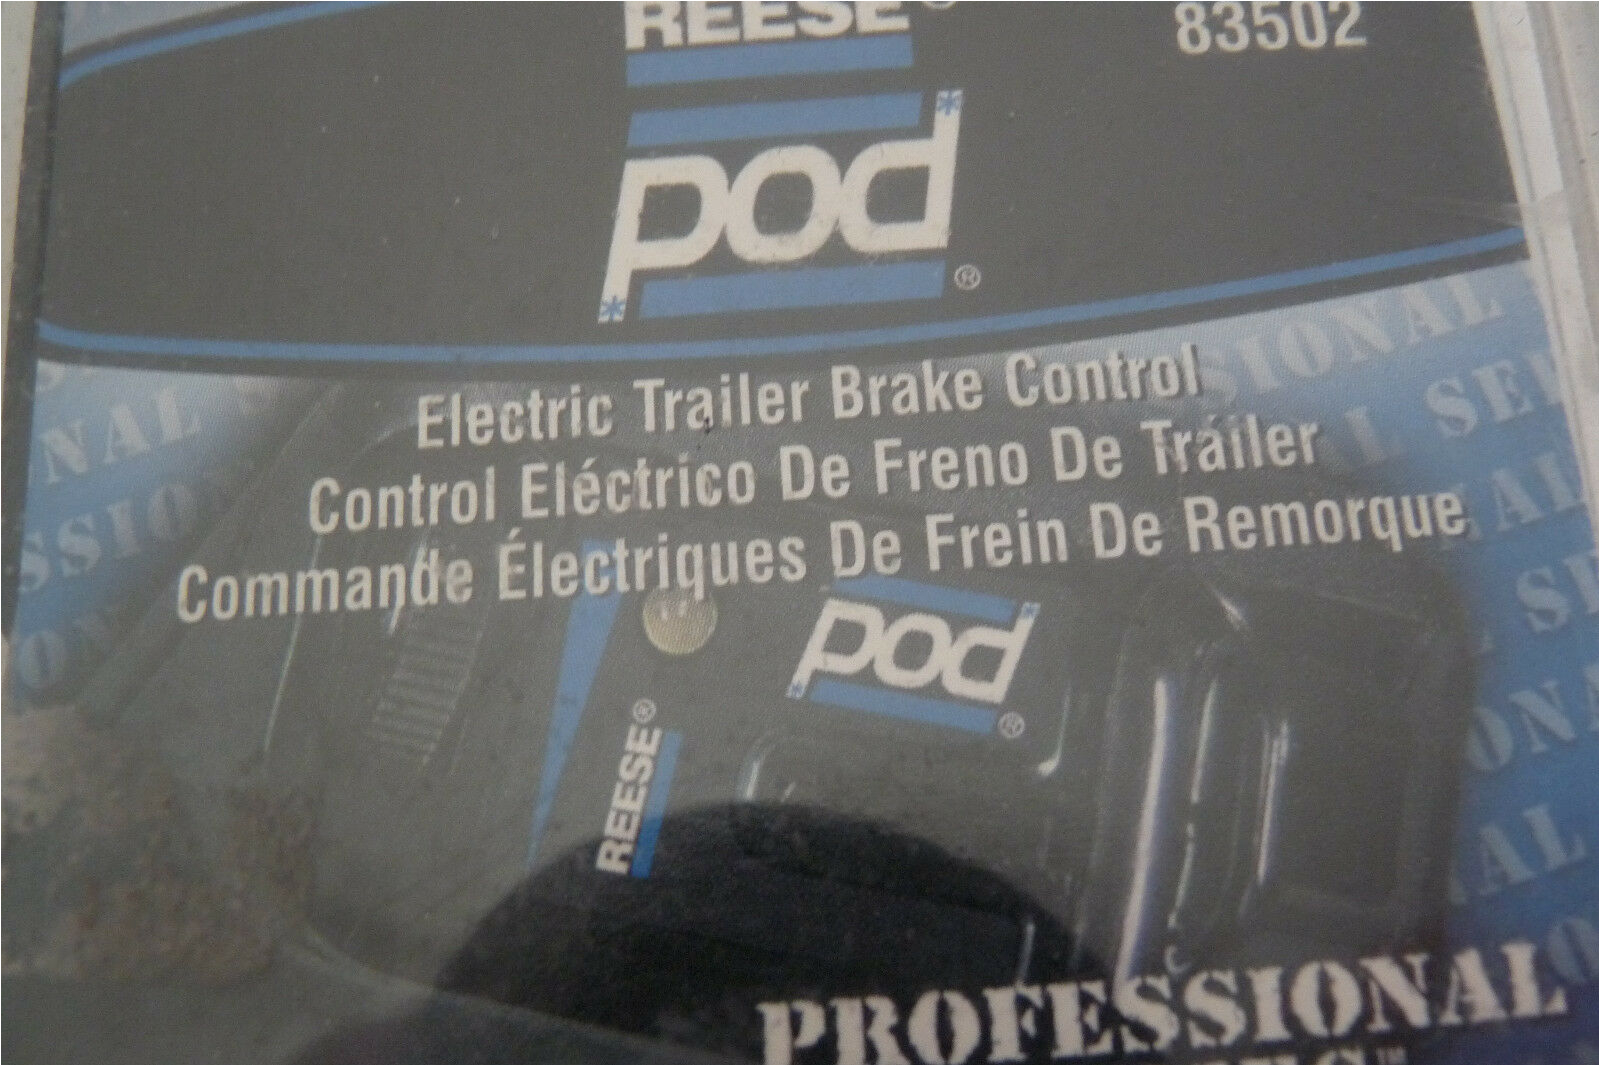 REESE®
83502
pod®
Electric Trailer Brake Control
Control Eléctrico De Freno De Tráiler
Commande Électriques De Frein De Remorque
pod®
REESE®
PROFESSIONAL